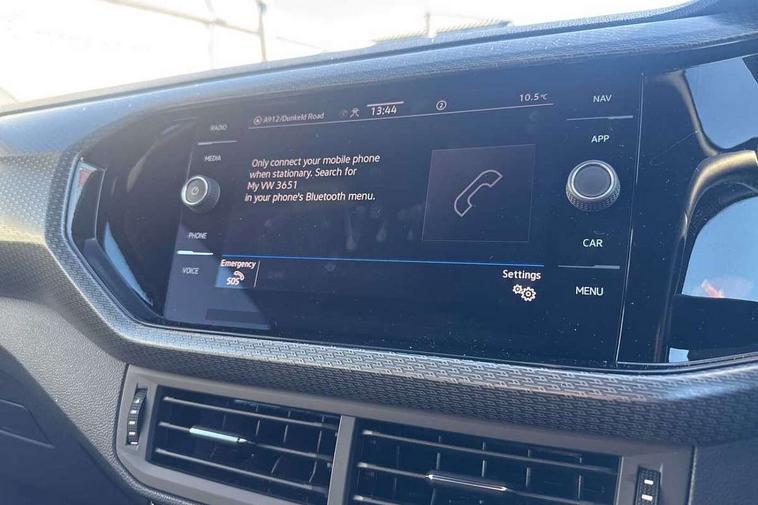 A912/Dunkeld Road
13:44
2
10.5°C
RADIO
MEDIA
PHONE
VOICE
Only connect your mobile phone
when stationary. Search for
My VW 3651
in your phone's Bluetooth menu.
Emergency
SOS
Settings
NAV
APP
CAR
MENU